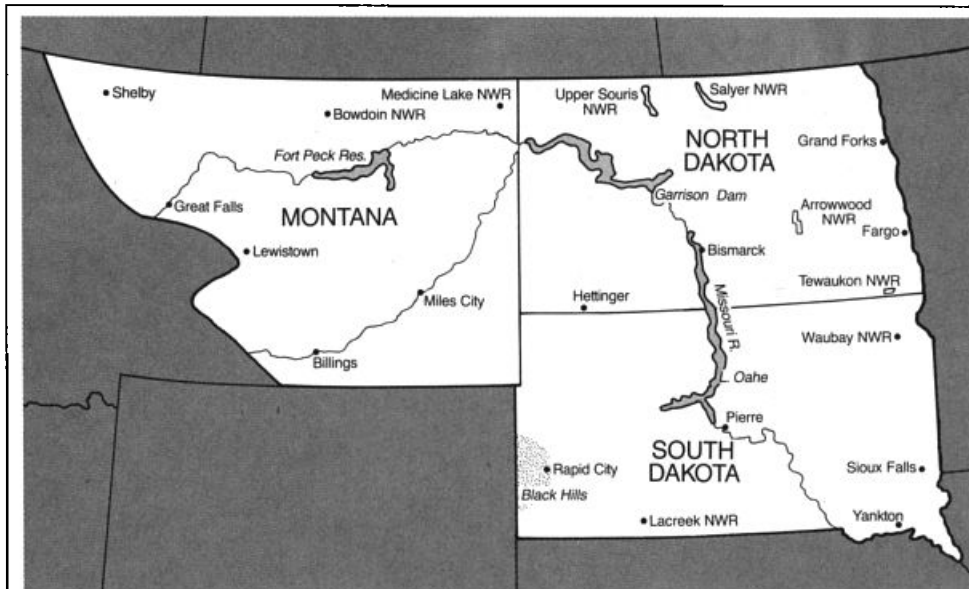 Shelby
Medicine Lake NWR
Bowdoin NWR
Fort Peck Res.
Great Falls
MONTANA
Lewistown
Miles City
Billings
Upper Souris
NWR
Salyer NWR
NORTH
DAKOTA
Grand Forks
Garrison Dam
Arrowwood
NWR
Fargo
Bismarck
Tewaukon NWR
Hettinger
Missouri R.
Waubay NWR
L. Oahe
Pierre
SOUTH
DAKOTA
Rapid City
Black Hills
Sioux Falls
Lacreek NWR
Yankton